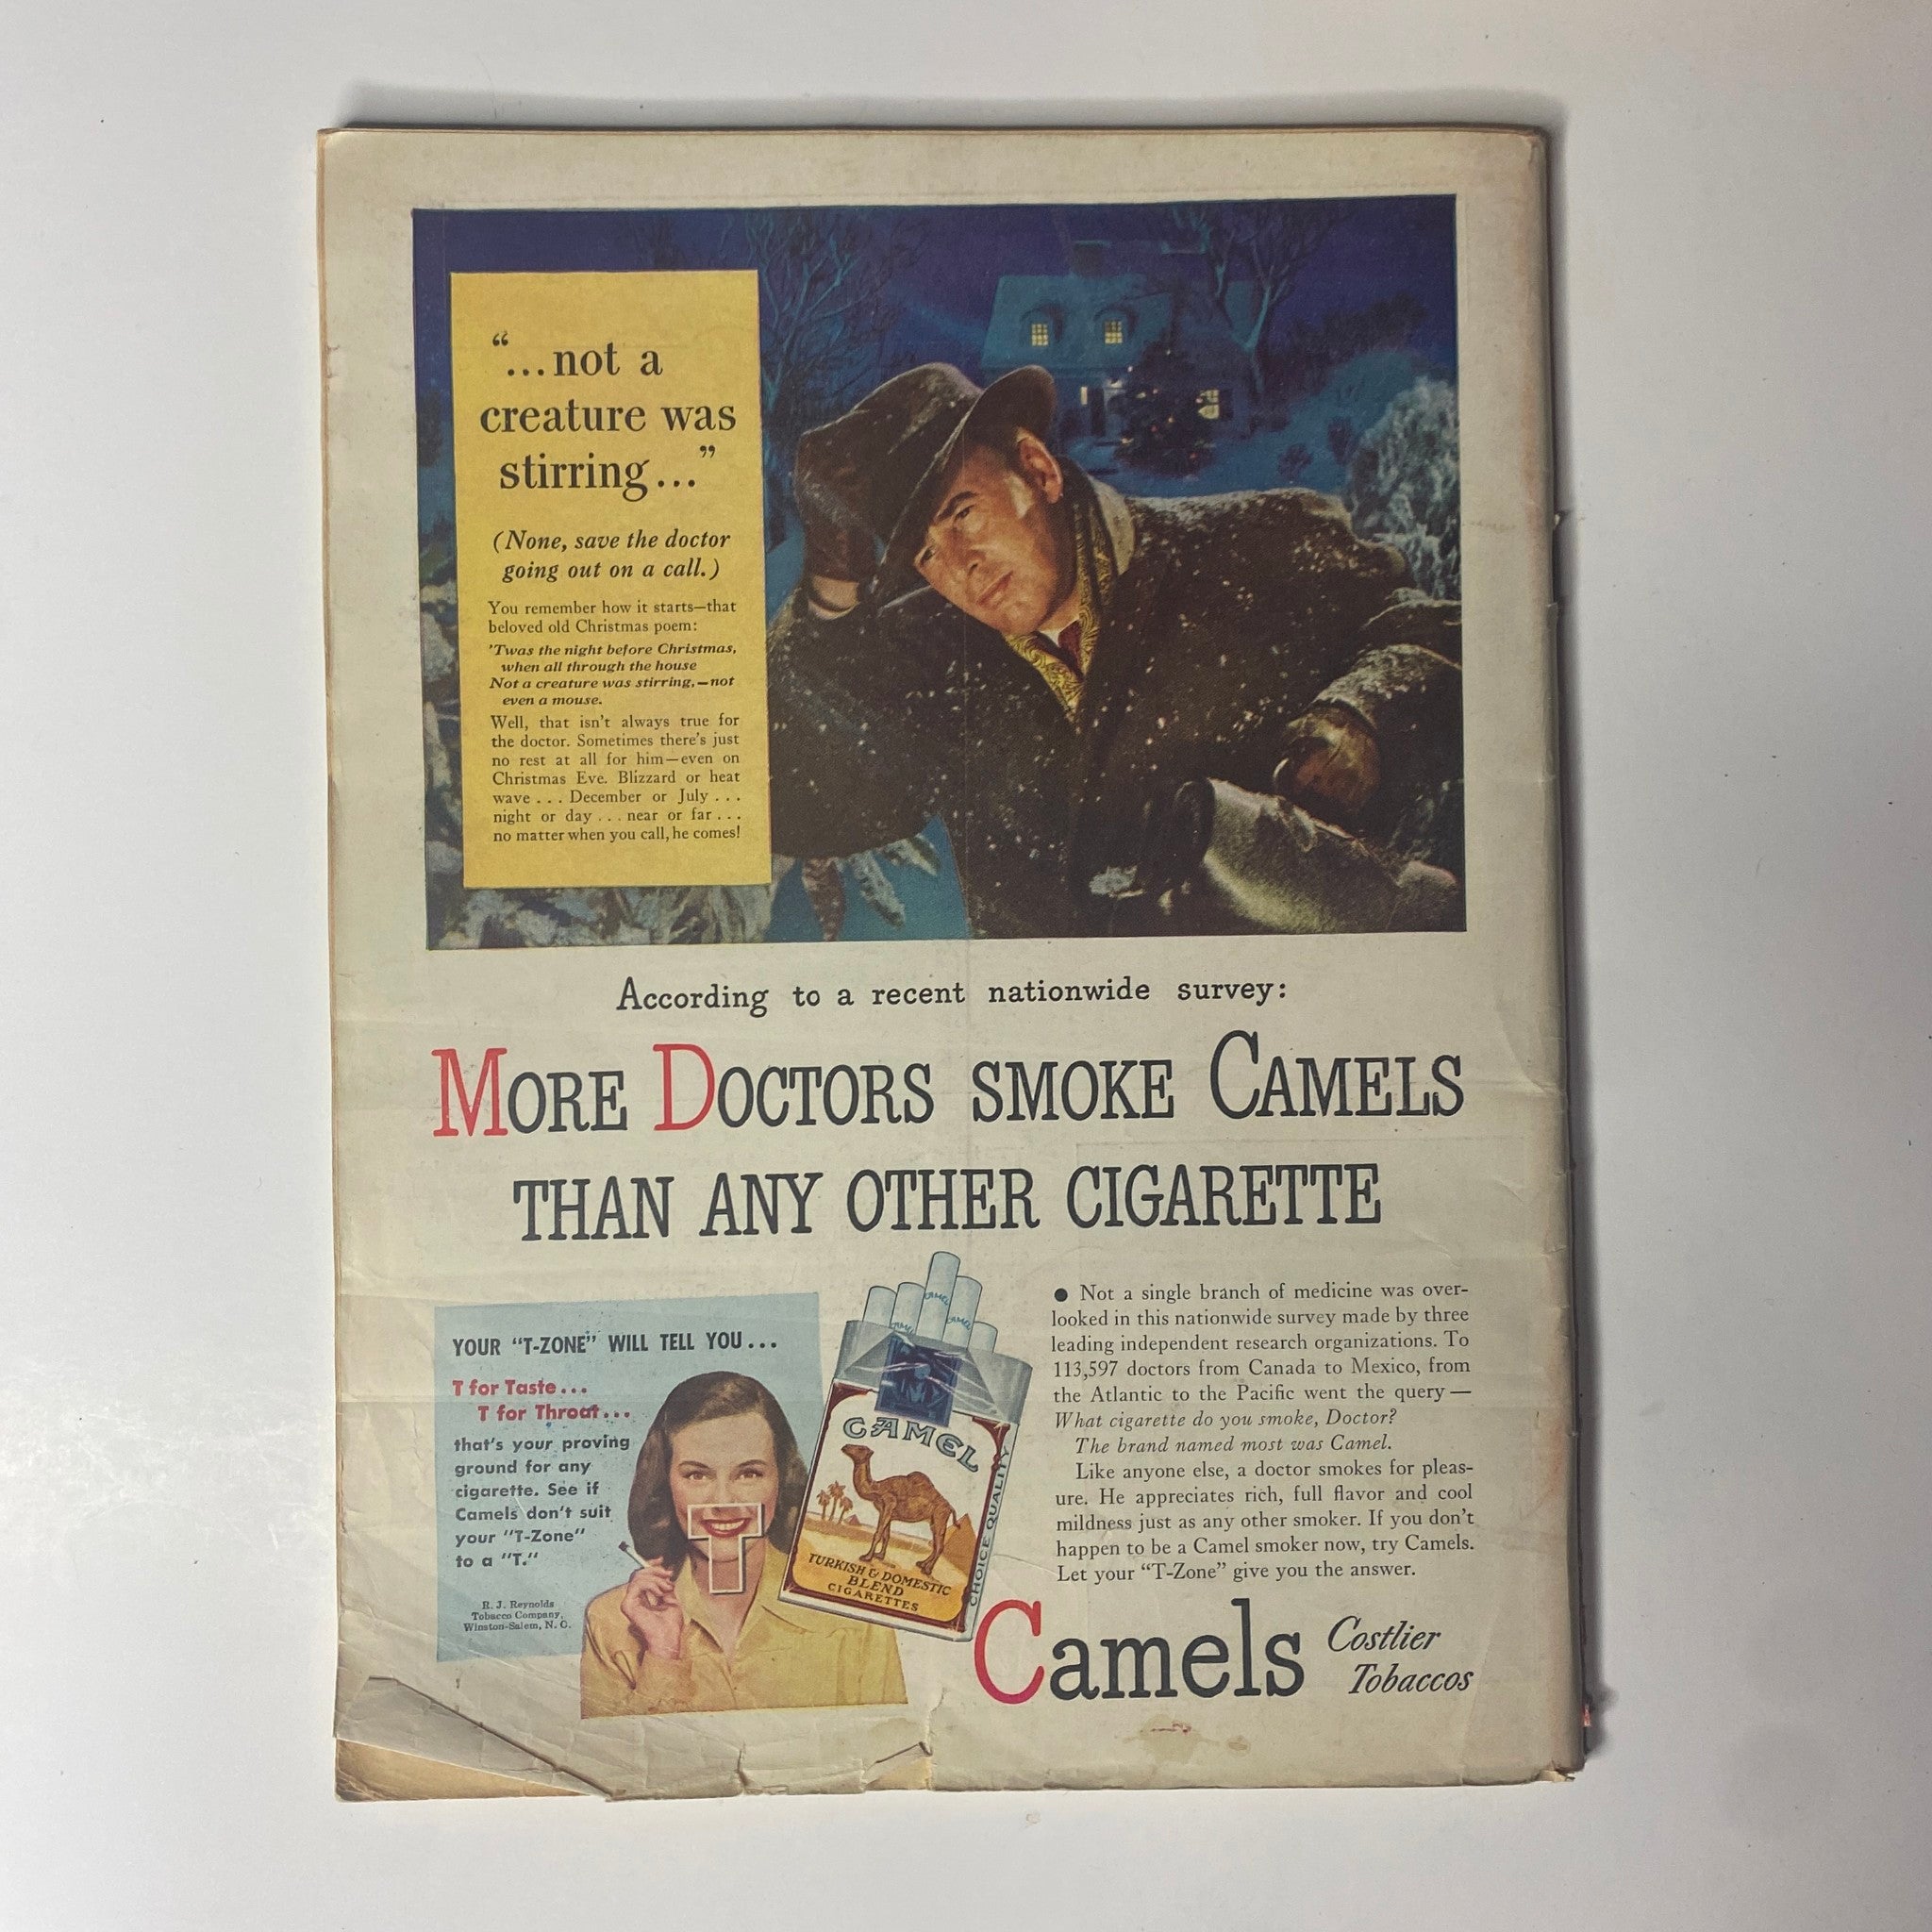 “...not a
creature was
stirring...”
(None, save the doctor
going out on a call.)
You remember how it starts—that
beloved old Christmas poem:
’Twas the night before Christmas,
when all through the house
Not a creature was stirring,—not
even a mouse.
Well, that isn’t always true for
the doctor. Sometimes there’s just
no rest at all for him—even on
Christmas Eve. Blizzard or heat
wave . . . December or July . . .
night or day . . . near or far . . .
no matter when you call, he comes!
According to a recent nationwide survey:
MORE DOCTORS SMOKE CAMELS
THAN ANY OTHER CIGARETTE
YOUR “T-ZONE” WILL TELL YOU...
T for Taste...
T for Throat...
that’s your proving
ground for any
cigarette. See if
Camels don’t suit
your “T-Zone”
to a “T.”
R. J. Reynolds
Tobacco Company,
Winston-Salem, N. C.
T
CAMEL
CAMEL
CAMEL
CAMEL
TURKISH & DOMESTIC
BLEND
CIGARETTES
CHOICE QUALITY
● Not a single branch of medicine was over-
looked in this nationwide survey made by three
leading independent research organizations. To
113,597 doctors from Canada to Mexico, from
the Atlantic to the Pacific went the query —
What cigarette do you smoke, Doctor?
The brand named most was Camel.
Like anyone else, a doctor smokes for pleas-
ure. He appreciates rich, full flavor and cool
mildness just as any other smoker. If you don’t
happen to be a Camel smoker now, try Camels.
Let your “T-Zone” give you the answer.
Camels
Costlier
Tobaccos